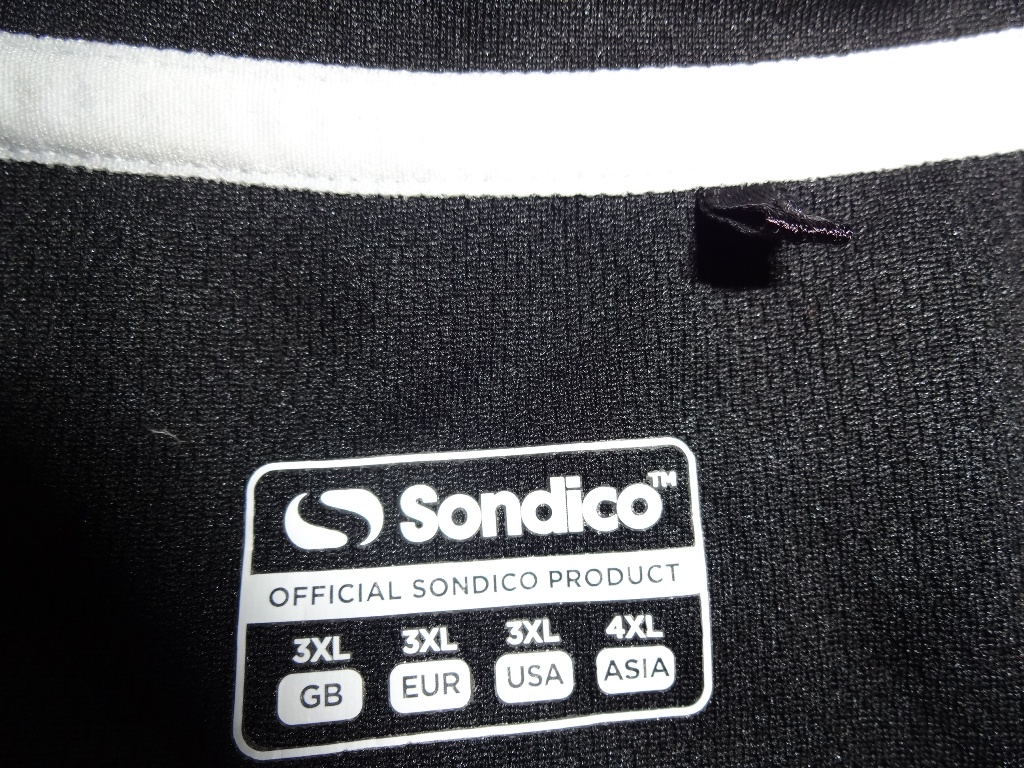 Sondico™
OFFICIAL SONDICO PRODUCT
3XL 3XL 3XL 4XL
GB EUR USA ASIA